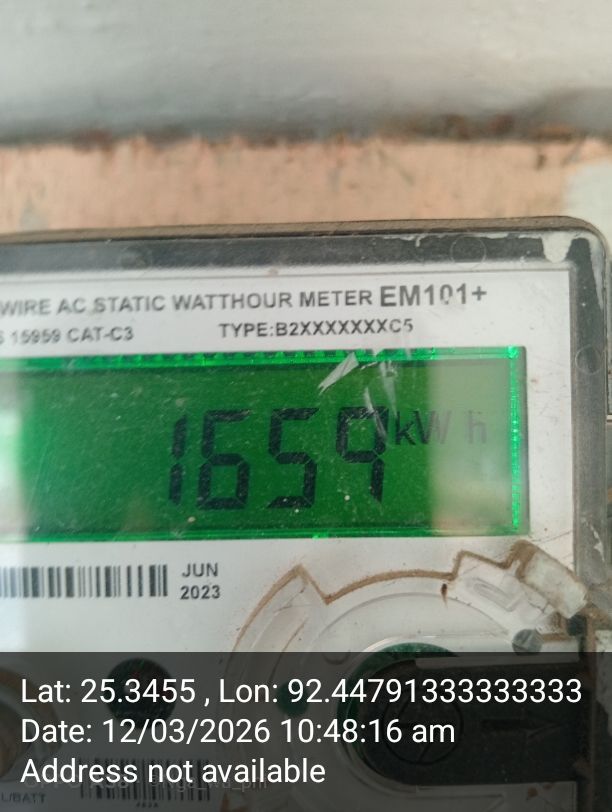 WIRE AC STATIC WATTHOUR METER EM101+
15959 CAT-C3 TYPE:B2XXXXXXXC5
1659 kWh
JUN
2023
Lat: 25.3455 , Lon: 92.44791333333333
Date: 12/03/2026 10:48:16 am
Address not available